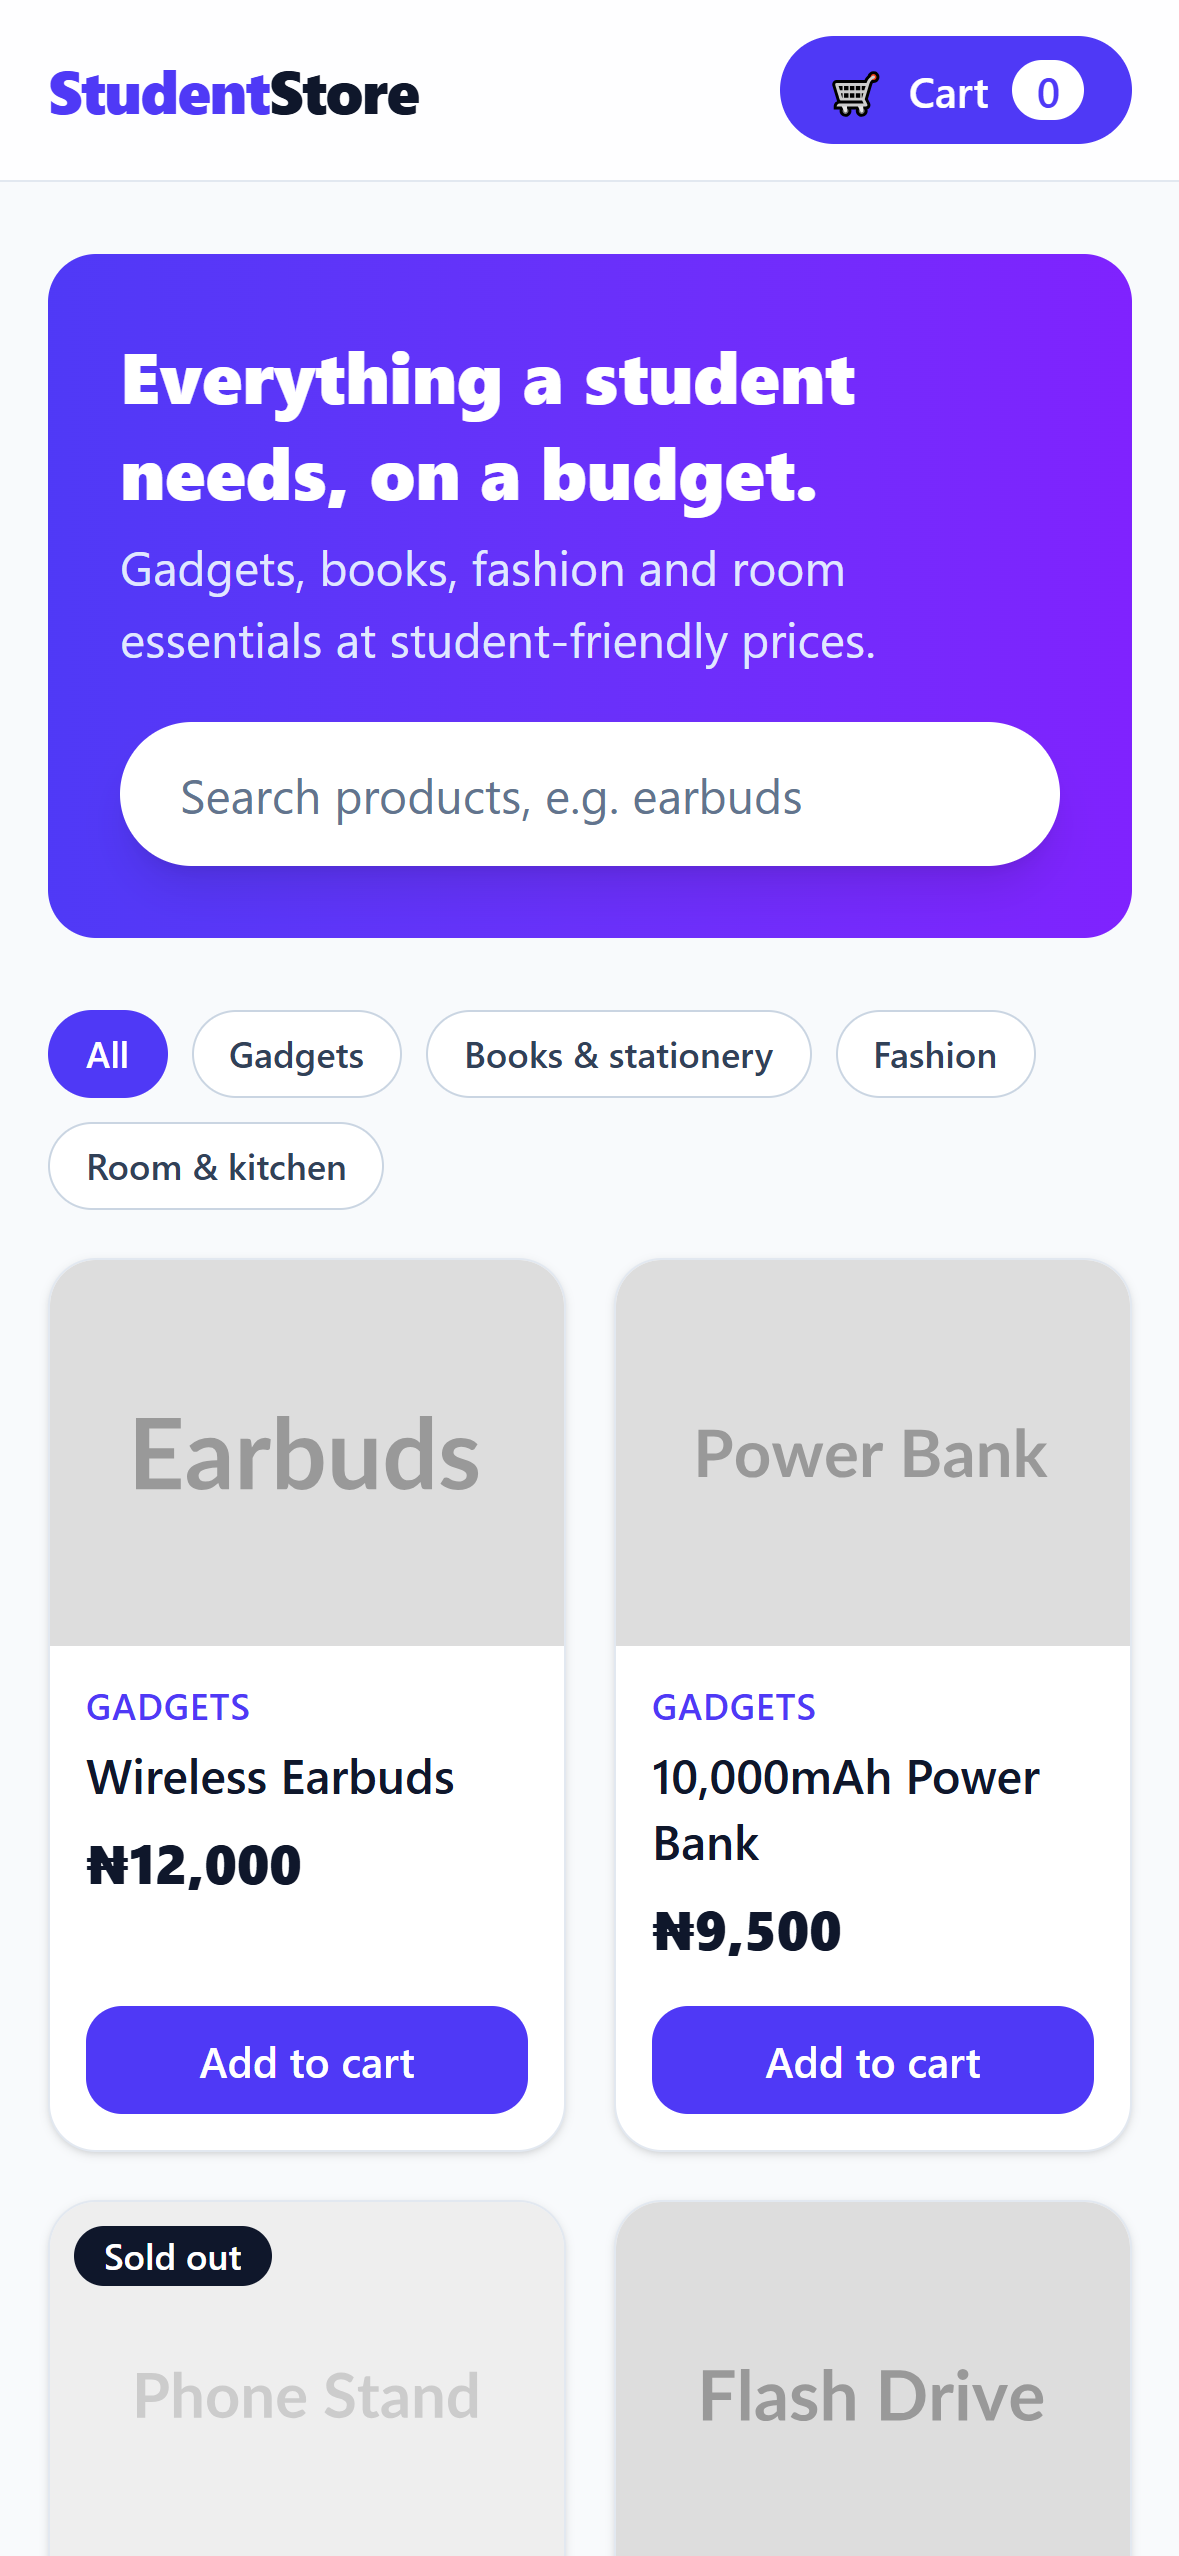 StudentStore
🛒 Cart 0
Everything a student
needs, on a budget.
Gadgets, books, fashion and room
essentials at student-friendly prices.
Search products, e.g. earbuds
All
Gadgets
Books & stationery
Fashion
Room & kitchen
Earbuds
GADGETS
Wireless Earbuds
₦12,000
Add to cart
Power Bank
GADGETS
10,000mAh Power
Bank
₦9,500
Add to cart
Sold out
Phone Stand
Flash Drive